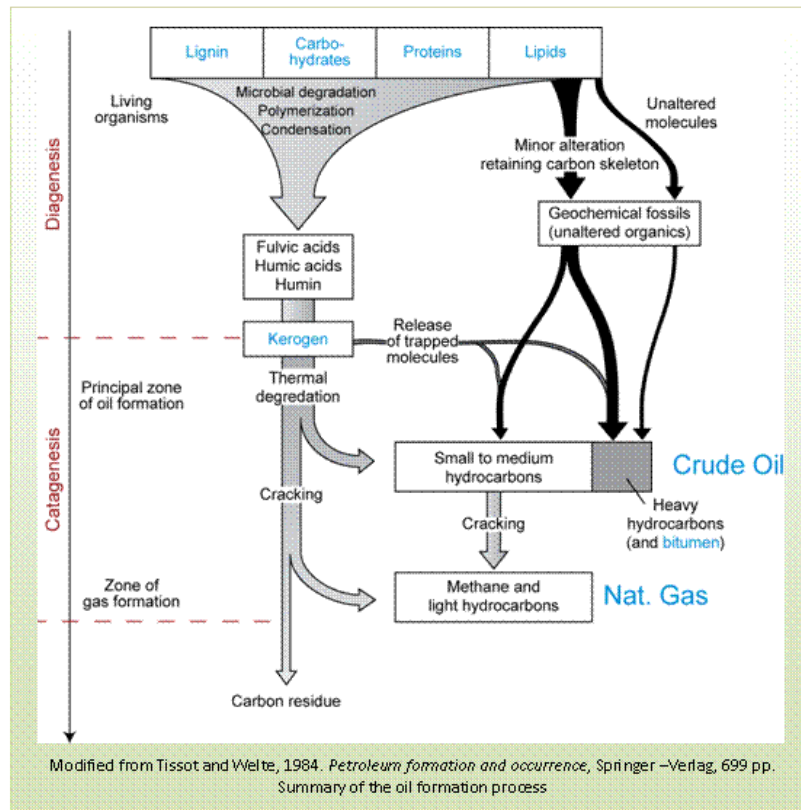 Lignin
Carbo-
hydrates
Proteins
Lipids
Living
organisms
Microbial degradation
Polymerization
Condensation
Unaltered
molecules
Minor alteration
retaining carbon skeleton
Diagenesis
Geochemical fossils
(unaltered organics)
Fulvic acids
Humic acids
Humin
Kerogen
Release
of trapped
molecules
Principal zone
of oil formation
Thermal
degredation
Catagenesis
Small to medium
hydrocarbons
Crude Oil
Cracking
Cracking
Heavy
hydrocarbons
(and bitumen)
Zone of
gas formation
Methane and
light hydrocarbons
Nat. Gas
Carbon residue
Modified from Tissot and Welte, 1984. Petroleum formation and occurrence, Springer –Verlag, 699 pp.
Summary of the oil formation process